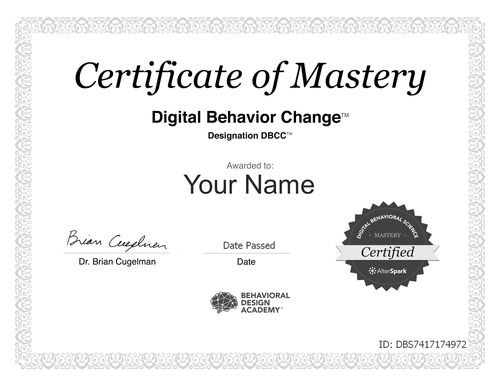 Certificate of Mastery
Digital Behavior Change™
Designation DBCC™
Awarded to:
Your Name
Brian Cugelman
Dr. Brian Cugelman
Date Passed
Date
DIGITAL BEHAVIORAL SCIENCE
MASTERY
Certified
AlterSpark
BEHAVIORAL
DESIGN
ACADEMY™
ID: DBS7417174972